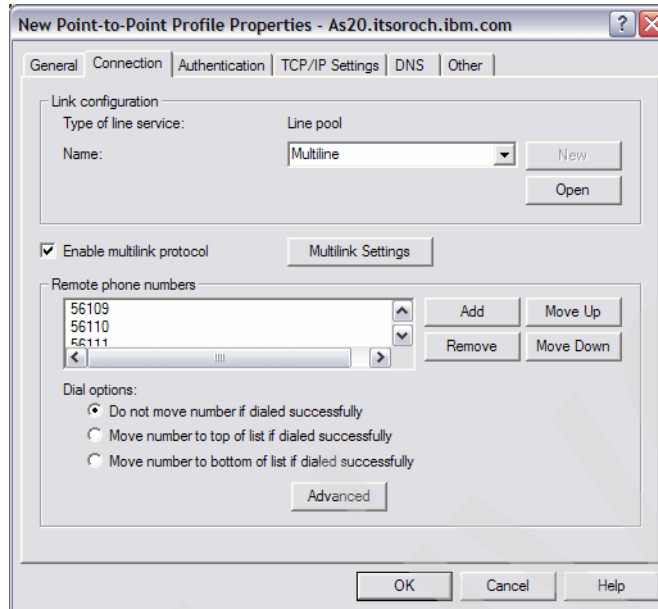 New Point-to-Point Profile Properties - As20.itsoroch.ibm.com
General Connection Authentication TCP/IP Settings DNS Other
Link configuration
Type of line service: Line pool
Name: Multiline New
Open
Enable multilink protocol Multilink Settings
Remote phone numbers
56109 Add Move Up
56110
56111 Remove Move Down
Dial options:
Do not move number if dialed successfully
Move number to top of list if dialed successfully
Move number to bottom of list if dialed successfully
Advanced
OK Cancel Help